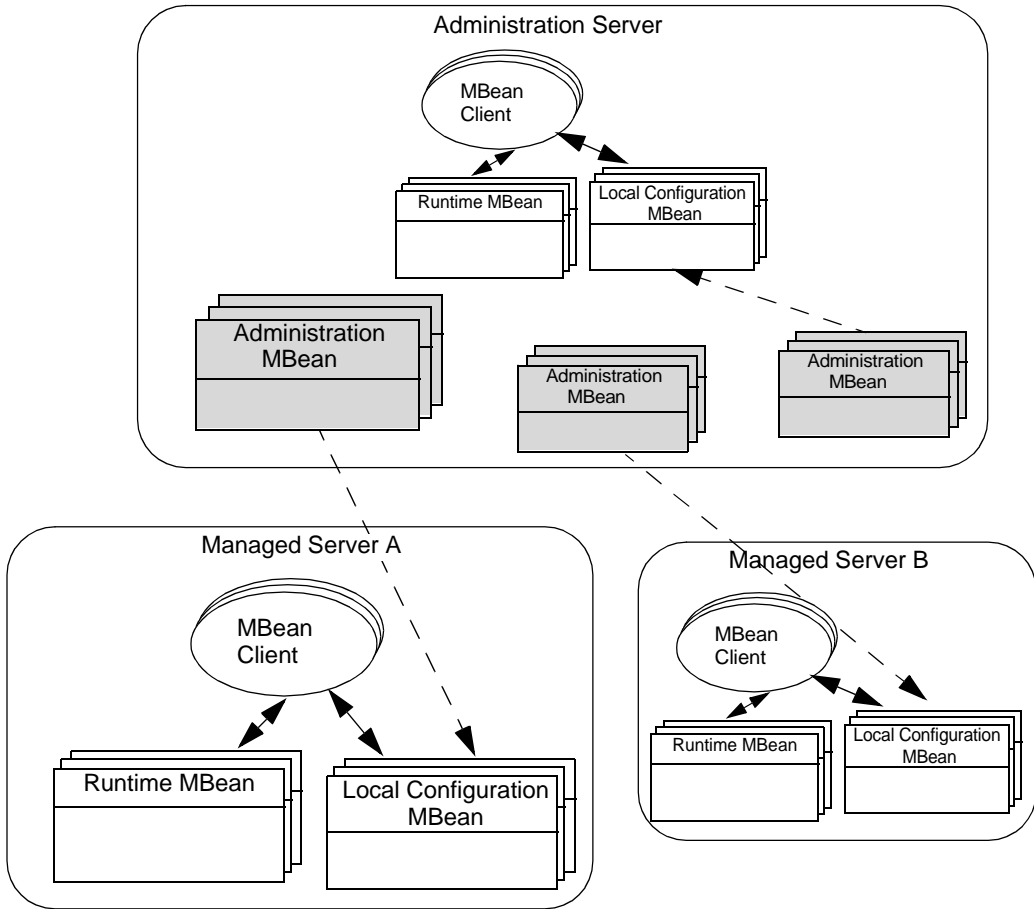 Administration Server
MBean
Client
Runtime MBean
Local Configuration
MBean
Administration
MBean
Administration
MBean
Administration
MBean
Managed Server A
MBean
Client
Runtime MBean
Local Configuration
MBean
Managed Server B
MBean
Client
Runtime MBean
Local Configuration
MBean